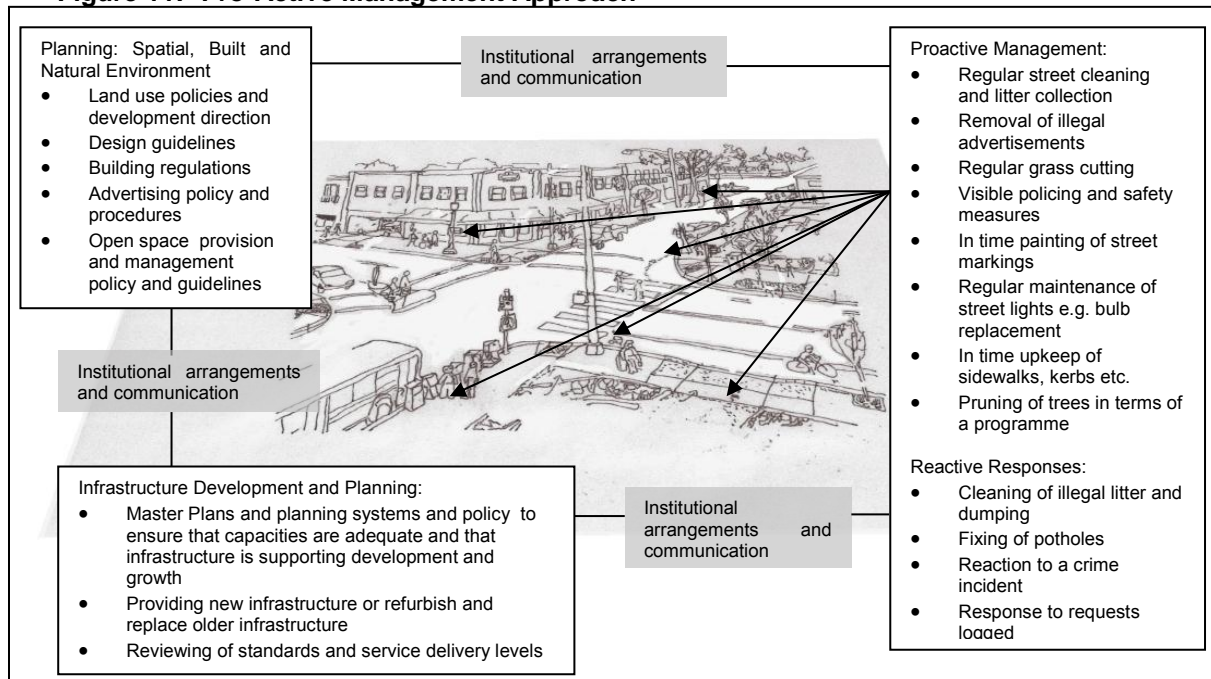 Figure Pro-Active Management Approach
Planning: Spatial, Built and
Natural Environment
• Land use policies and
development direction
• Design guidelines
• Building regulations
• Advertising policy and
procedures
• Open space provision
and management
policy and guidelines
Institutional arrangements
and communication
Proactive Management:
• Regular street cleaning
and litter collection
• Removal of illegal
advertisements
• Regular grass cutting
• Visible policing and safety
measures
• In time painting of street
markings
• Regular maintenance of
street lights e.g. bulb
replacement
• In time upkeep of
sidewalks, kerbs etc.
• Pruning of trees in terms of
a programme
Reactive Responses:
• Cleaning of illegal litter and
dumping
• Fixing of potholes
• Reaction to a crime
incident
• Response to requests
logged
Institutional arrangements
and communication
Infrastructure Development and Planning:
• Master Plans and planning systems and policy to
ensure that capacities are adequate and that
infrastructure is supporting development and
growth
• Providing new infrastructure or refurbish and
replace older infrastructure
• Reviewing of standards and service delivery levels
Institutional
arrangements and
communication